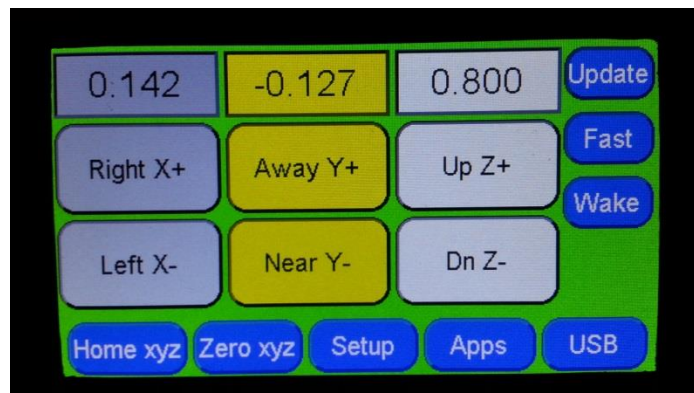 0.142 -0.127 0.800 Update
Right X+ Away Y+ Up Z+ Fast
Wake
Left X- Near Y- Dn Z-
Home xyz Zero xyz Setup Apps USB